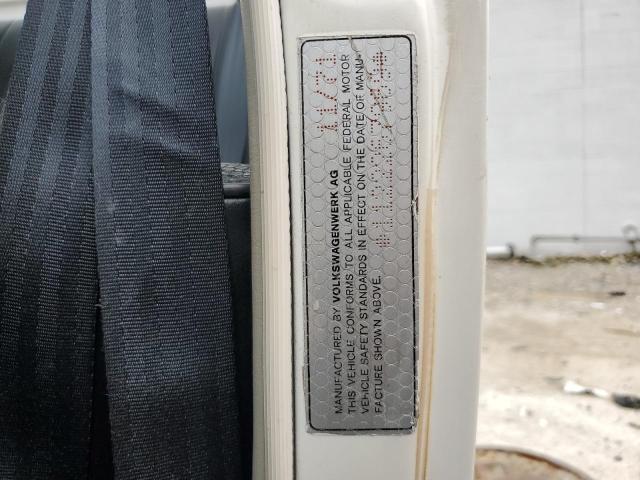 MANUFACTURED BY VOLKSWAGENWERK AG 11/71
THIS VEHICLE CONFORMS TO ALL APPLICABLE FEDERAL MOTOR
VEHICLE SAFETY STANDARDS IN EFFECT ON THE DATE OF MANU-
FACTURE SHOWN ABOVE.